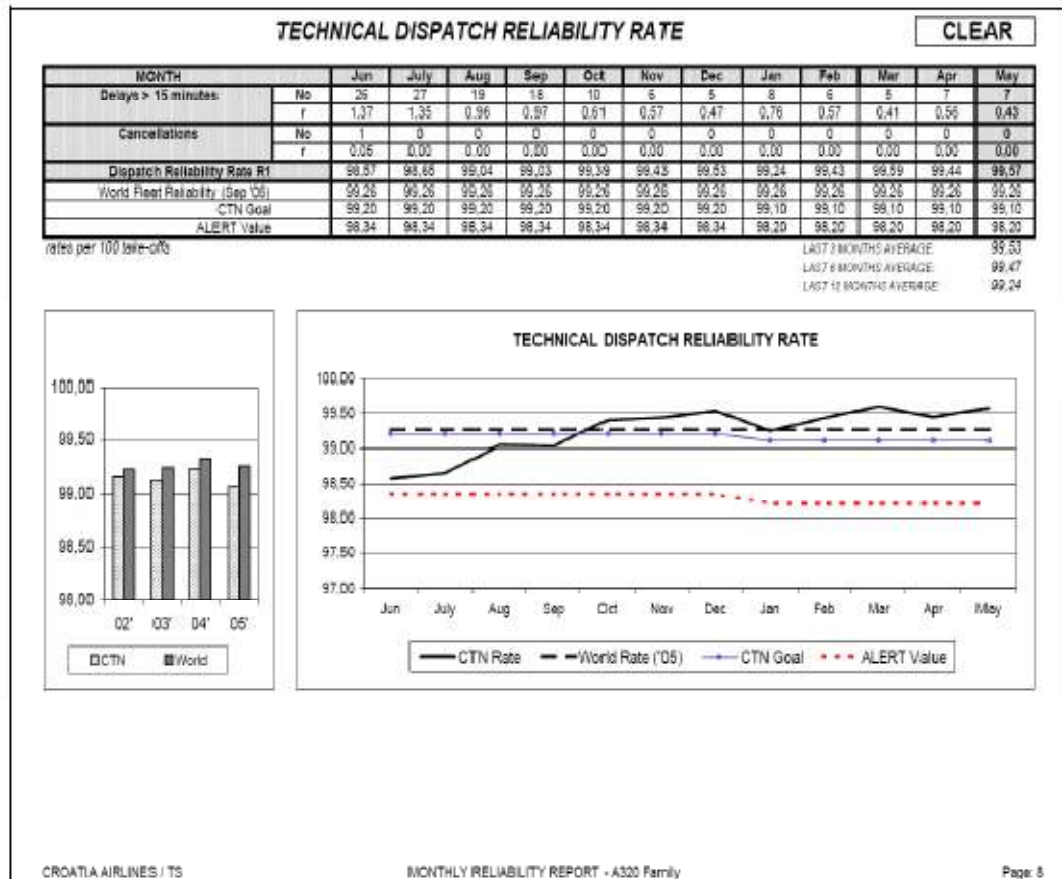 TECHNICAL DISPATCH RELIABILITY RATE
CLEAR
MONTH Jun July Aug Sep Oct Nov Dec Jan Feb Mar Apr May
Delays > 15 minutes: No 26 27 19 18 10 6 5 8 6 5 7 7
r 1,37 1,35 0,96 0,97 0,61 0,57 0,47 0,76 0,57 0,41 0,56 0,43
Cancellations No 1 0 0 0 0 0 0 0 0 0 0 0
r 0,05 0,00 0,00 0,00 0,00 0,00 0,00 0,00 0,00 0,00 0,00 0,00
Dispatch Reliability Rate R1 98,57 98,65 99,04 99,03 99,39 99,43 99,53 99,24 99,43 99,59 99,44 99,57
World Fleet Reliability (Sep '05) 99,26 99,26 99,26 99,26 99,26 99,26 99,26 99,26 99,26 99,26 99,26 99,26
CTN Goal 99,20 99,20 99,20 99,20 99,20 99,20 99,20 99,10 99,10 99,10 99,10 99,10
ALERT Value 98,34 98,34 98,34 98,34 98,34 98,34 98,34 98,20 98,20 98,20 98,20 98,20
rates per 100 take-offs
LAST 3 MONTHS AVERAGE: 99,53
LAST 6 MONTHS AVERAGE: 99,47
LAST 12 MONTHS AVERAGE: 99,24
100,00
99,50
99,00
98,50
98,00
02' 03' 04' 05'
CTN World
TECHNICAL DISPATCH RELIABILITY RATE
100,00
99,50
99,00
98,50
98,00
97,50
97,00
Jun July Aug Sep Oct Nov Dec Jan Feb Mar Apr May
CTN Rate World Rate ('05) CTN Goal ALERT Value
CROATIA AIRLINES / TS MONTHLY RELIABILITY REPORT - A320 Family Page: 8